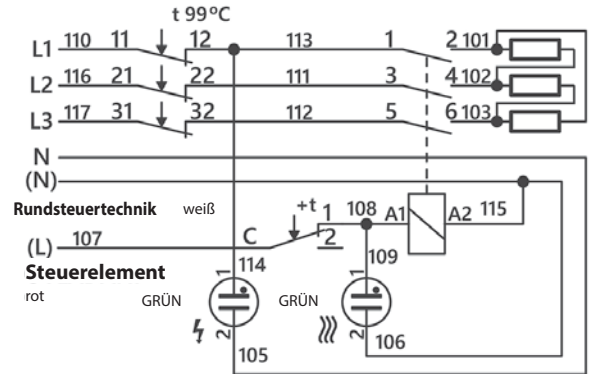 t 99ºC
L1 110 11 12 113 1 2 101
L2 116 21 22 111 3 4 102
L3 117 31 32 112 5 6 103
N
(N)
Rundsteuertechnik weiß +t 1 108 A1 A2 115
(L) 107 C 2
Steuerelement 114 109
rot GRÜN 1 GRÜN 1
2 2 106
105